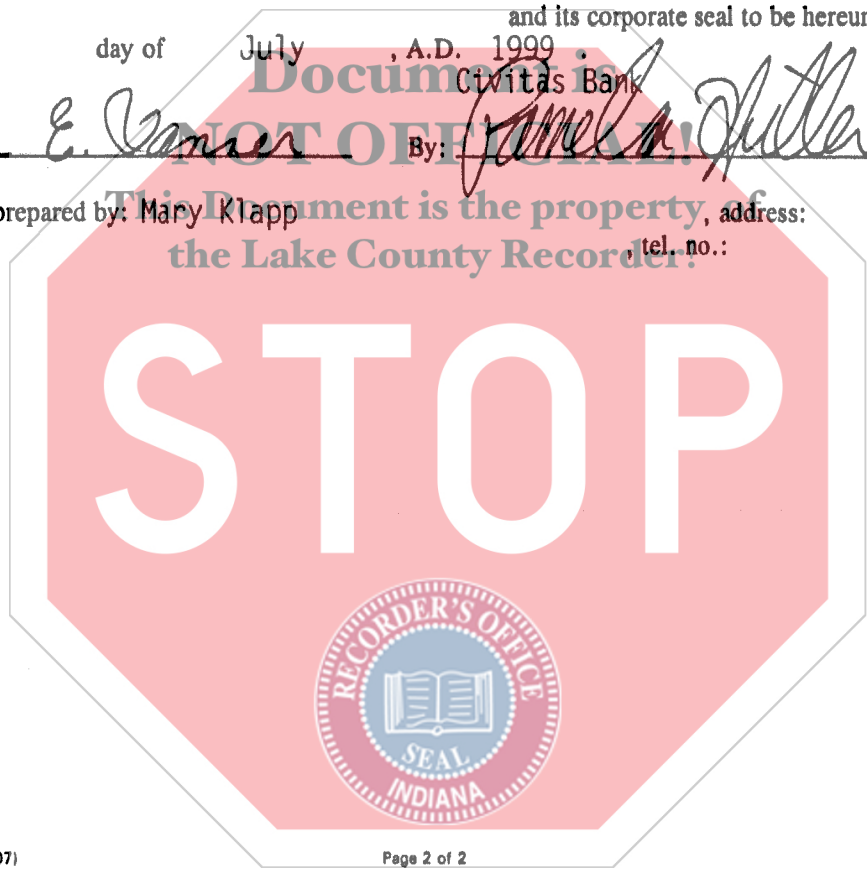 and its corporate seal to be hereun
day of July , A.D. 1999 .
Document is
Civitas Bank
NOT OFFICIAL!
E. By: Pamela
This Document is the property of
prepared by: Mary Klapp , address:
the Lake County Recorder!
, tel. no.:
STOP
RECORDER'S OFFICE
SEAL
INDIANA
07)
Page 2 of 2